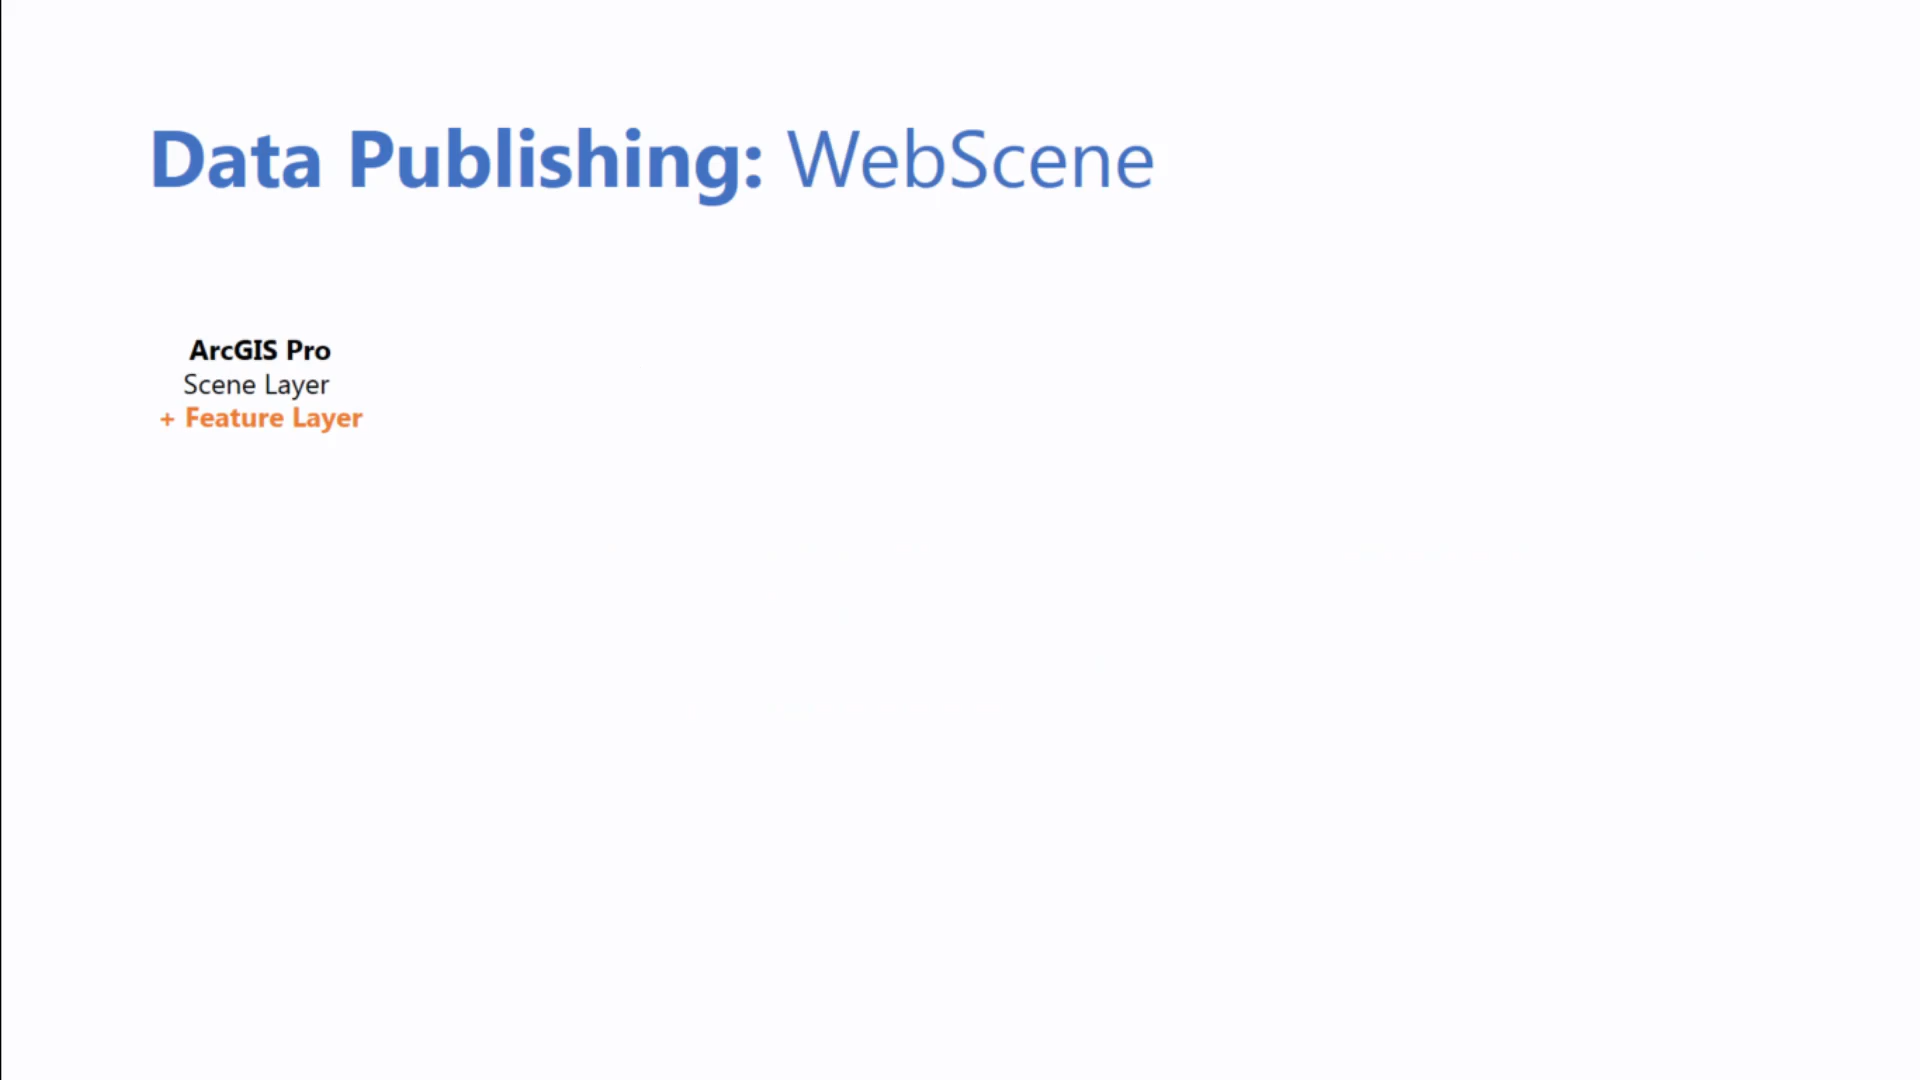 Data Publishing: WebScene
ArcGIS Pro
Scene Layer
+ Feature Layer